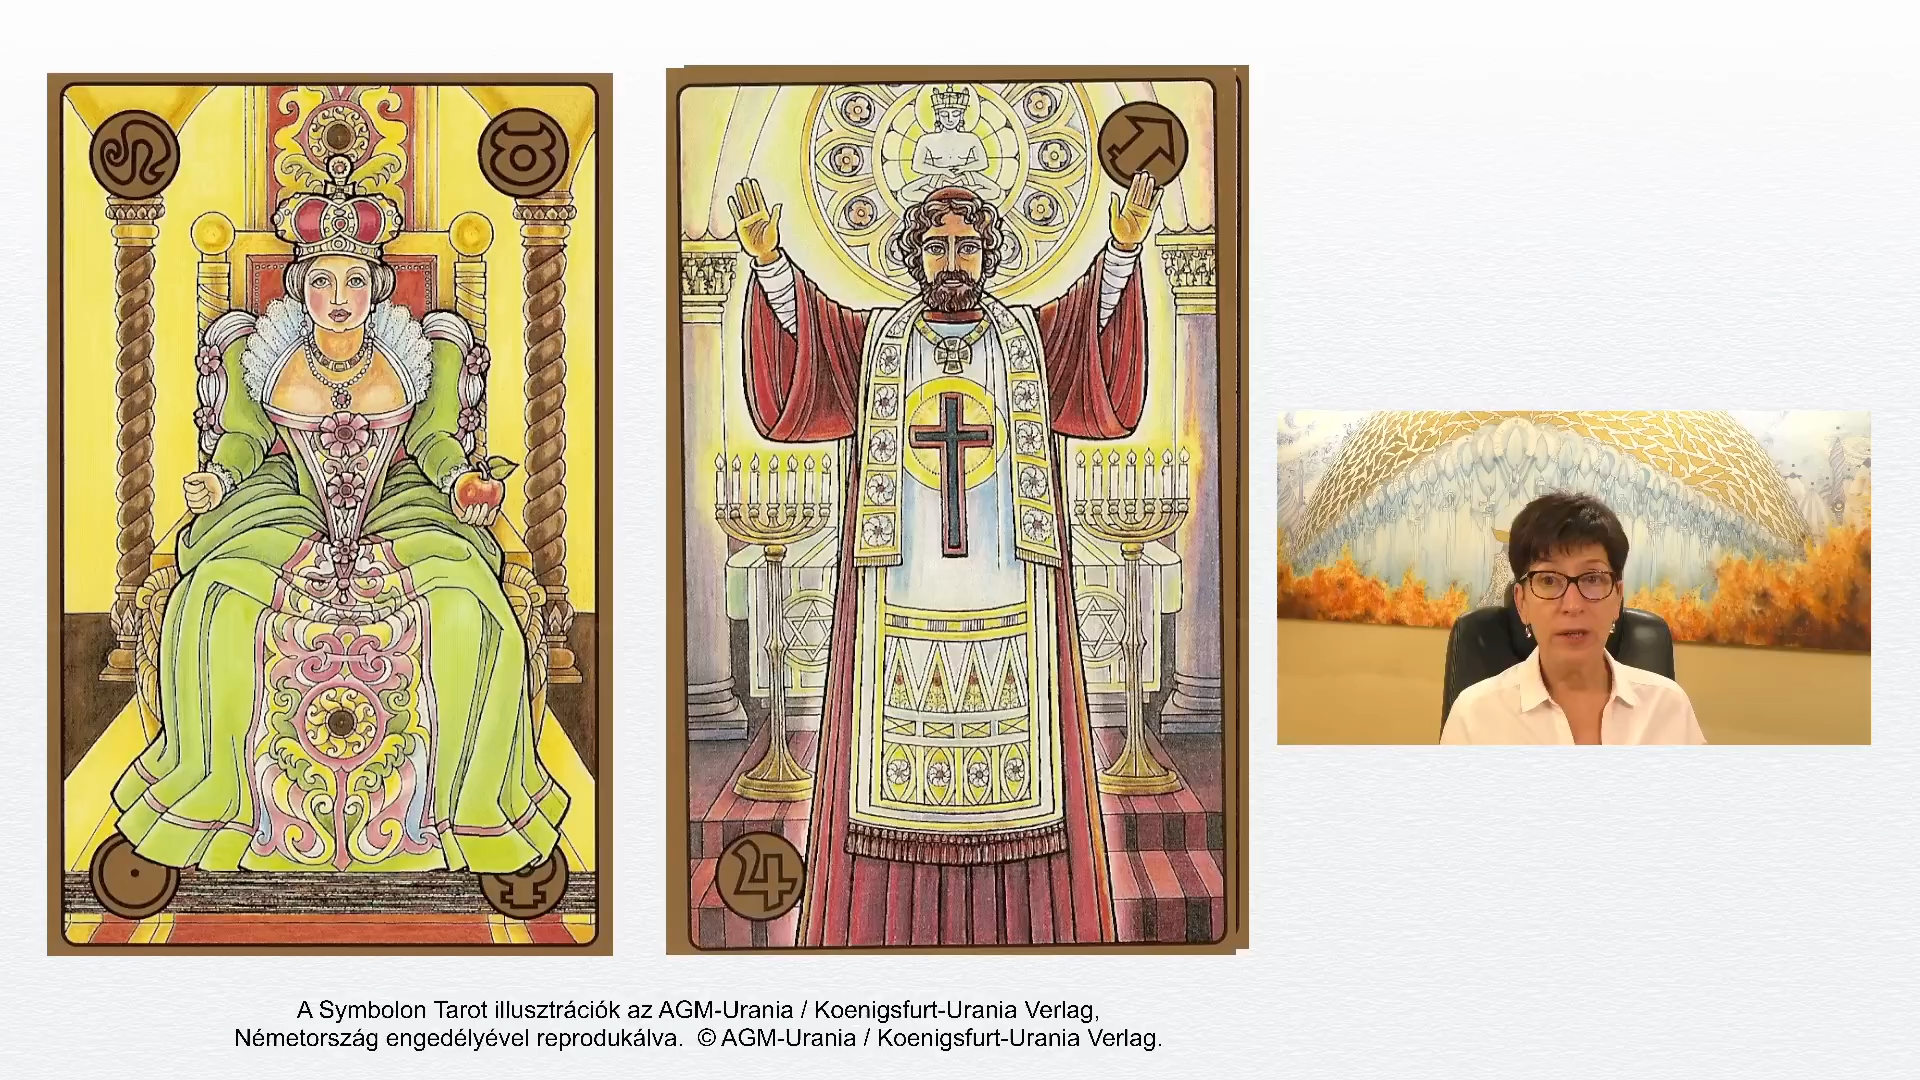 A Symbolon Tarot illusztrációk az AGM-Urania / Koenigsfurt-Urania Verlag,
Németország engedélyével reprodukálva.  © AGM-Urania / Koenigsfurt-Urania Verlag.